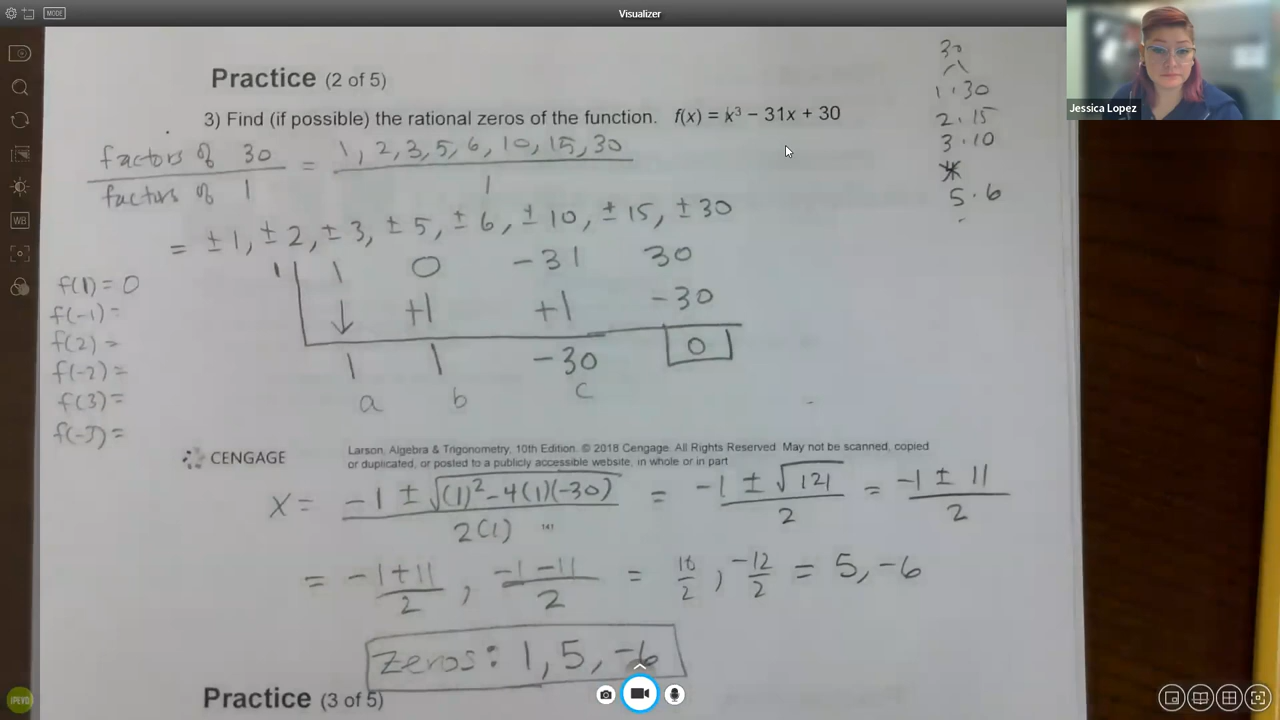 MODE
Visualizer
Jessica Lopez
WB
Practice (2 of 5)
3) Find (if possible) the rational zeros of the function. f(x) = x³ − 31x + 30
30
1 · 30
2 · 15
3 · 10
5 · 6
factors of 30 = 1, 2, 3, 5, 6, 10, 15, 30
factors of 1 1
= ±1, ±2, ±3, ±5, ±6, ±10, ±15, ±30
1 1 0 -31 30
↓ +1 +1 -30
1 1 -30 0
a b c
f(1) = 0
f(-1) =
f(2) =
f(-2) =
f(3) =
f(-3) =
CENGAGE
Larson, Algebra & Trigonometry, 10th Edition. © 2018 Cengage. All Rights Reserved. May not be scanned, copied
or duplicated, or posted to a publicly accessible website, in whole or in part
x = -1 ± √(1)² - 4(1)(-30) = -1 ± √121 = -1 ± 11
2(1) 2 2
141
= -1+11 , -1-11 = 10 , -12 = 5, -6
2 2 2 2
zeros: 1, 5, -6
Practice (3 of 5)
IPEVO